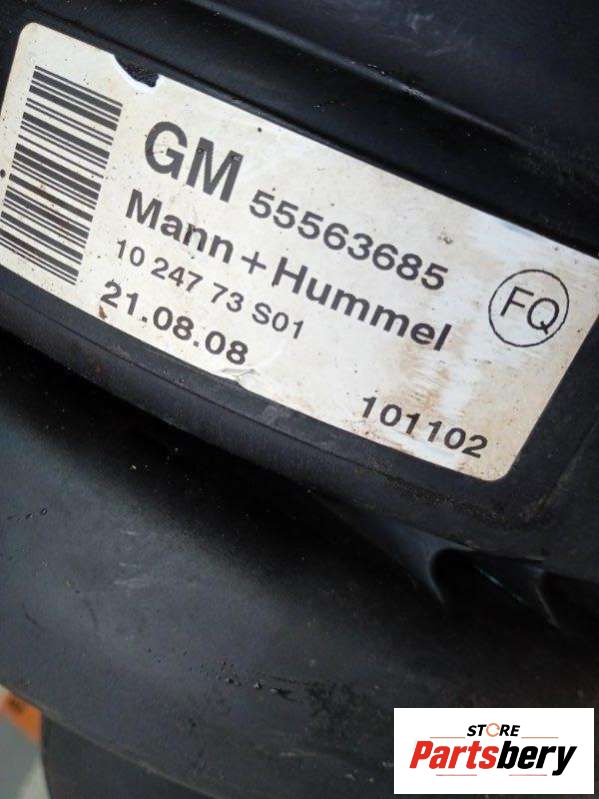 GM 55563685
Mann+Hummel
10 247 73 S01
21.08.08
101102
FQ
STORE
Partsbery